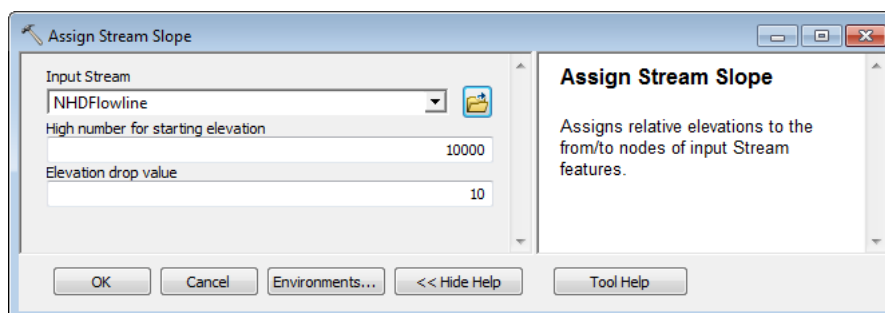 Assign Stream Slope
Input Stream
NHDFlowline
High number for starting elevation
10000
Elevation drop value
10
Assign Stream Slope
Assigns relative elevations to the
from/to nodes of input Stream
features.
OK
Cancel
Environments...
<< Hide Help
Tool Help